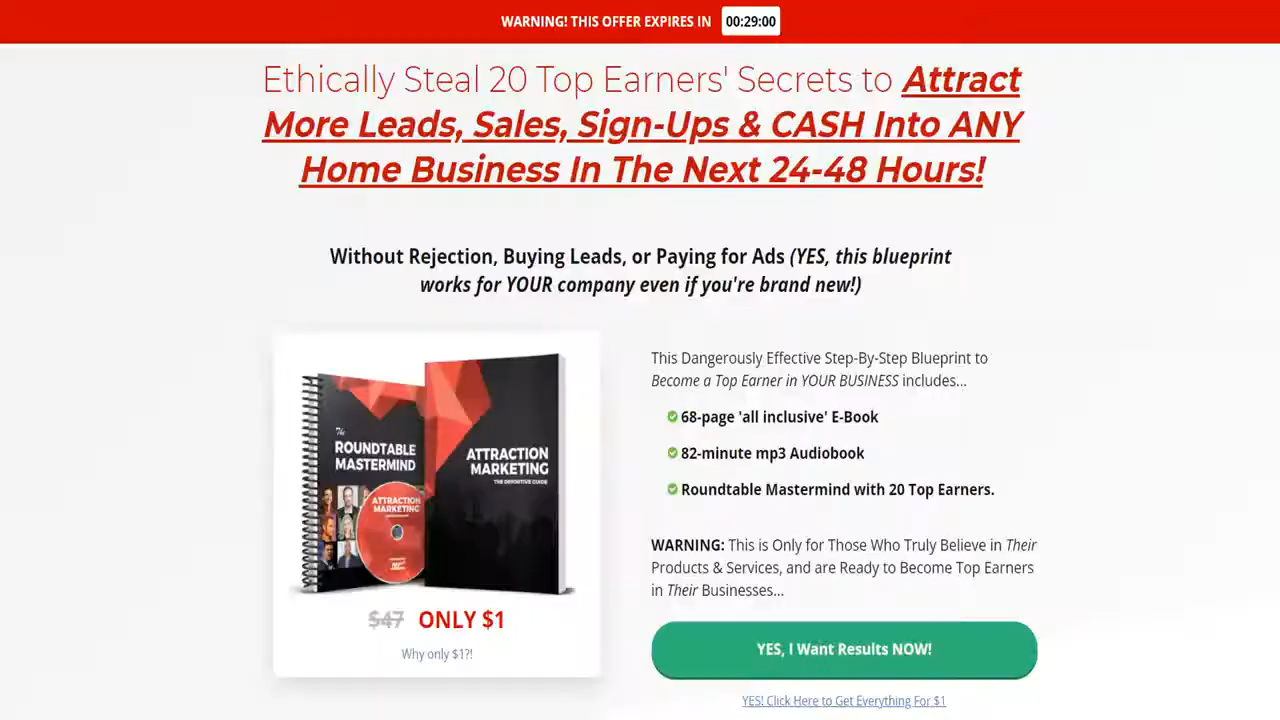 WARNING! THIS OFFER EXPIRES IN 00:29:00
Ethically Steal 20 Top Earners' Secrets to Attract
More Leads, Sales, Sign-Ups & CASH Into ANY
Home Business In The Next 24-48 Hours!
Without Rejection, Buying Leads, or Paying for Ads (YES, this blueprint
works for YOUR company even if you're brand new!)
The
ROUNDTABLE
MASTERMIND
ATTRACTION
MARKETING
ATTRACTION
MARKETING
THE DEFINITIVE GUIDE
$47 ONLY $1
Why only $1?!
This Dangerously Effective Step-By-Step Blueprint to
Become a Top Earner in YOUR BUSINESS includes...
68-page 'all inclusive' E-Book
82-minute mp3 Audiobook
Roundtable Mastermind with 20 Top Earners.
WARNING: This is Only for Those Who Truly Believe in Their
Products & Services, and are Ready to Become Top Earners
in Their Businesses...
YES, I Want Results NOW!
YES! Click Here to Get Everything For $1